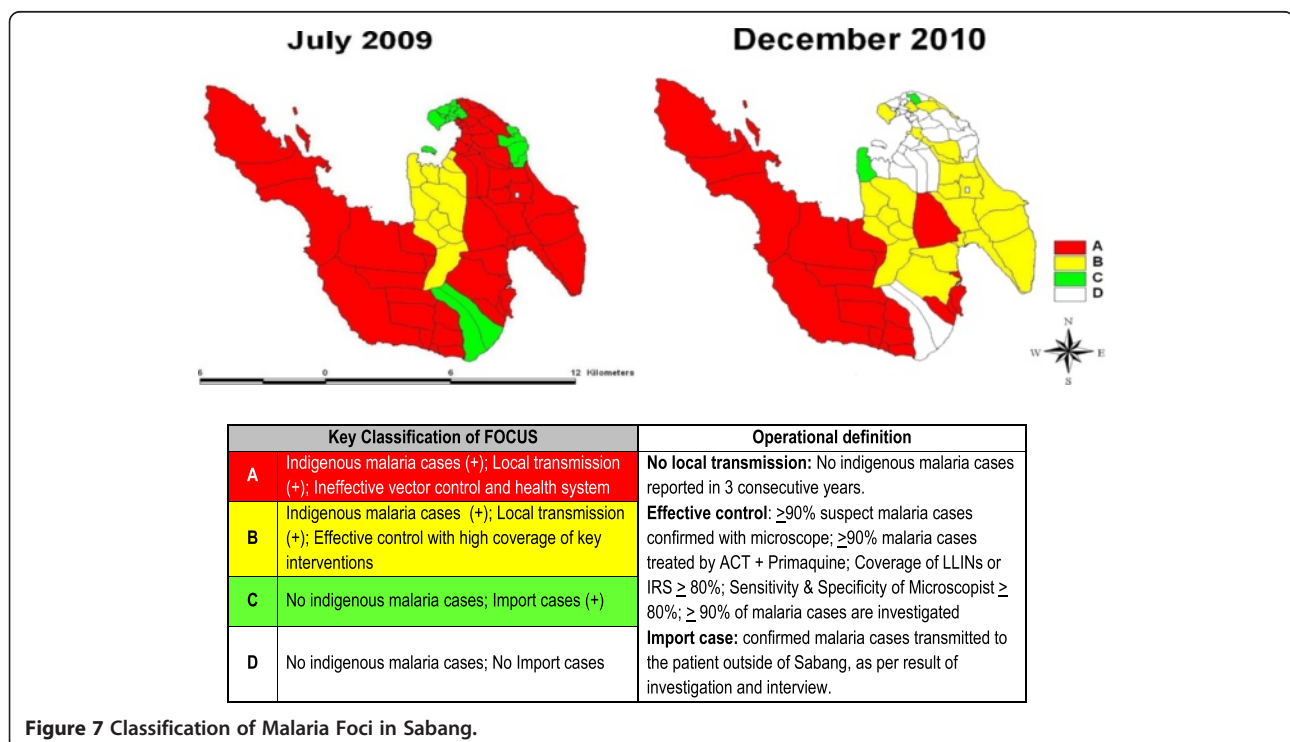 July 2009
December 2010
A
B
C
D
N
W E
S
6 0 6 12 Kilometers
Key Classification of FOCUS
Operational definition
A
Indigenous malaria cases (+); Local transmission
(+); Ineffective vector control and health system
B
Indigenous malaria cases (+); Local transmission
(+); Effective control with high coverage of key
interventions
C
No indigenous malaria cases; Import cases (+)
D
No indigenous malaria cases; No Import cases
No local transmission: No indigenous malaria cases
reported in 3 consecutive years.
Effective control: ≥90% suspect malaria cases
confirmed with microscope; ≥90% malaria cases
treated by ACT + Primaquine; Coverage of LLINs or
IRS ≥ 80%; Sensitivity & Specificity of Microscopist ≥
80%; ≥ 90% of malaria cases are investigated
Import case: confirmed malaria cases transmitted to
the patient outside of Sabang, as per result of
investigation and interview.
Figure 7 Classification of Malaria Foci in Sabang.